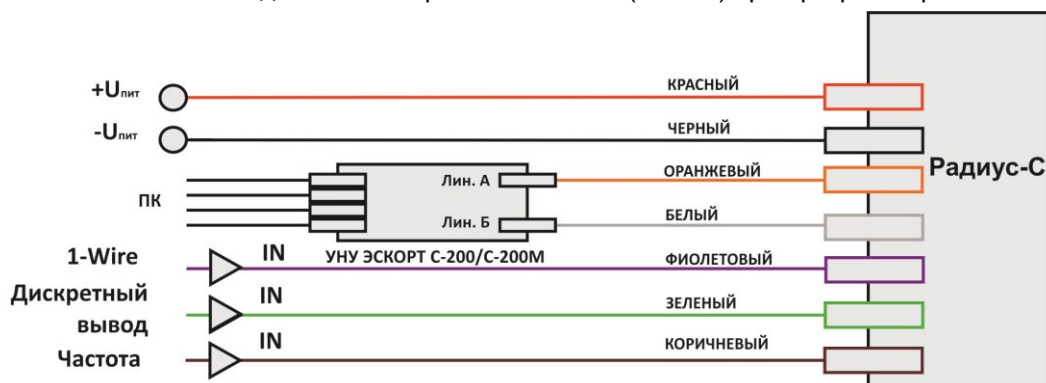 +Uпит
КРАСНЫЙ
-Uпит
ЧЕРНЫЙ
Радиус-С
ПК
Лин. А
ОРАНЖЕВЫЙ
Лин. Б
БЕЛЫЙ
УНУ ЭСКОРТ С-200/С-200М
1-Wire
IN
ФИОЛЕТОВЫЙ
Дискретный
вывод
IN
ЗЕЛЕНЫЙ
Частота
IN
КОРИЧНЕВЫЙ